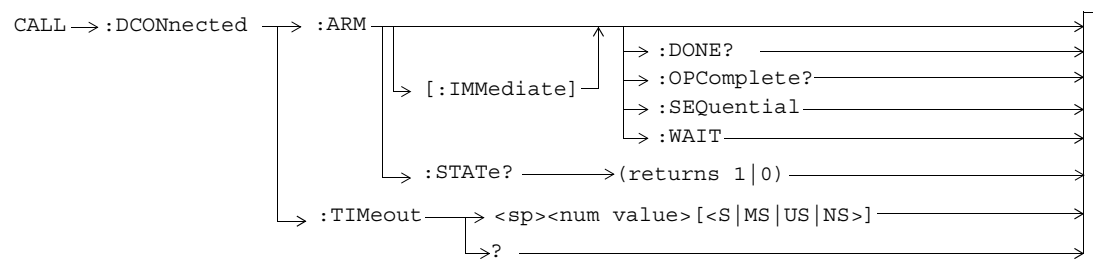 CALL :DCONnected :ARM
:DONE?
[:IMMediate] :OPComplete?
:SEQuential
:WAIT
:STATe? (returns 1|0)
:TIMeout <sp><num value>[<S|MS|US|NS>]
?